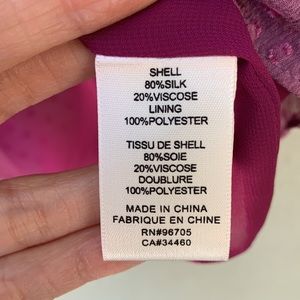 SHELL
80%SILK
20%VISCOSE
LINING
100%POLYESTER
TISSU DE SHELL
80%SOIE
20%VISCOSE
DOUBLURE
100%POLYESTER
MADE IN CHINA
FABRIQUE EN CHINE
RN#96705
CA#34460